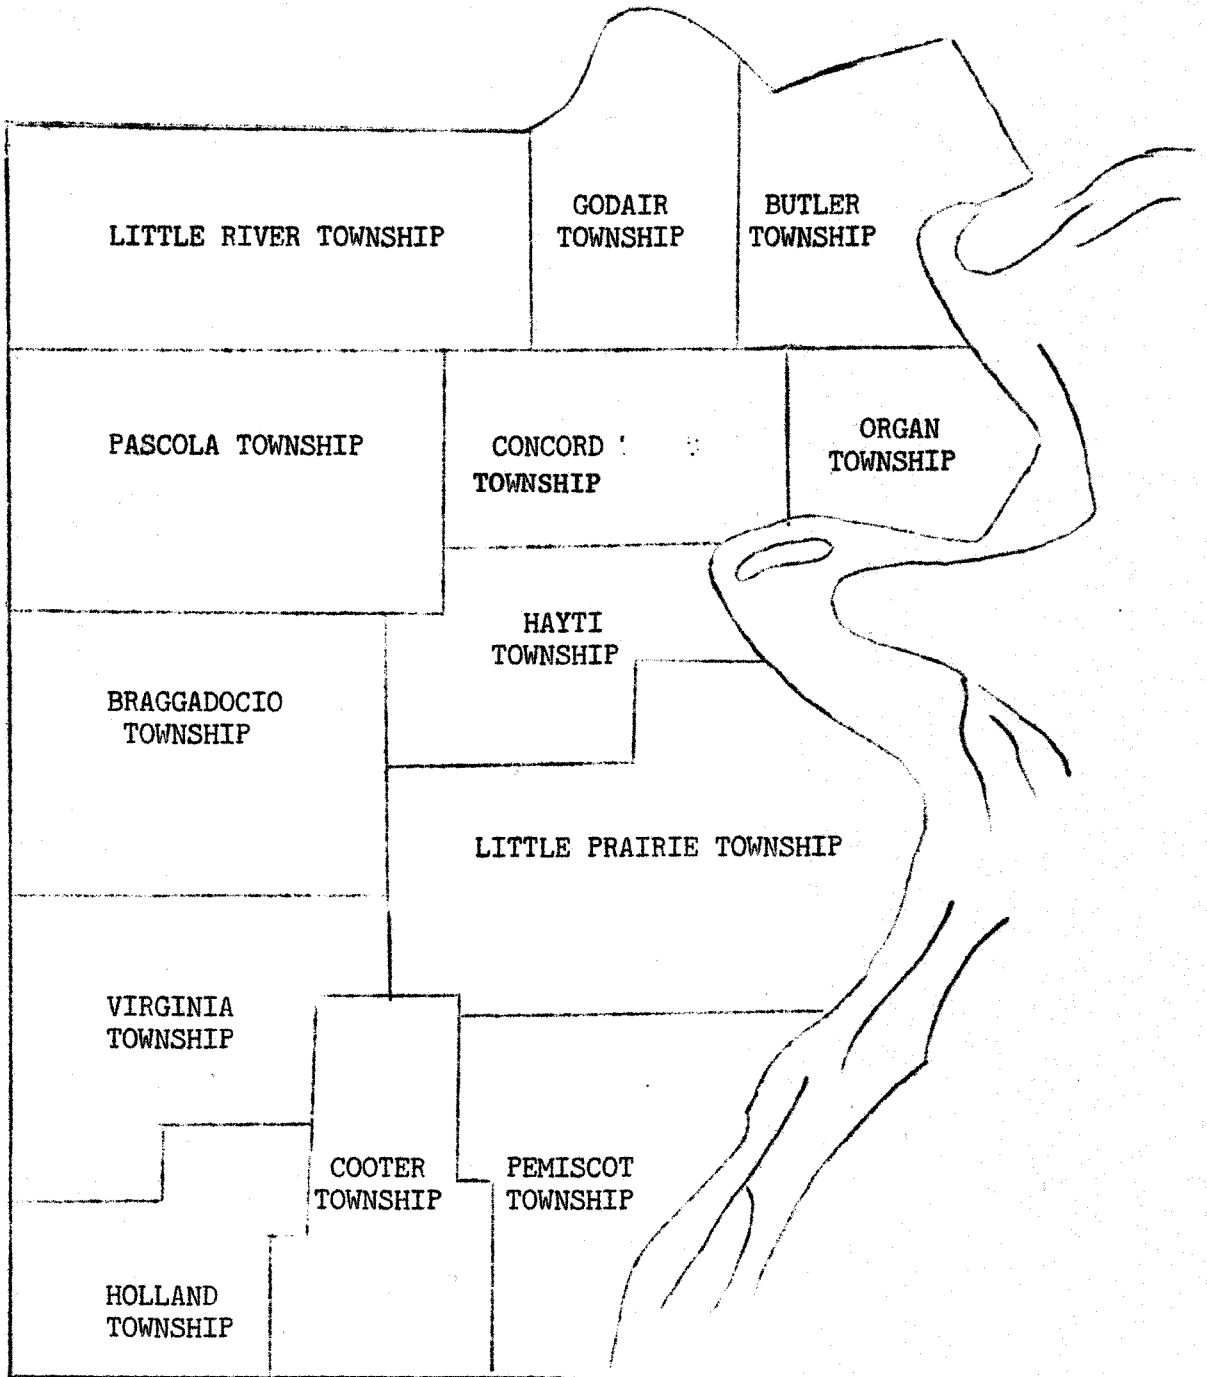 LITTLE RIVER TOWNSHIP
GODAIR
TOWNSHIP
BUTLER
TOWNSHIP
PASCOLA TOWNSHIP
CONCORD
TOWNSHIP
ORGAN
TOWNSHIP
HAYTI
TOWNSHIP
BRAGGADOCIO
TOWNSHIP
LITTLE PRAIRIE TOWNSHIP
VIRGINIA
TOWNSHIP
COOTER
TOWNSHIP
PEMISCOT
TOWNSHIP
HOLLAND
TOWNSHIP